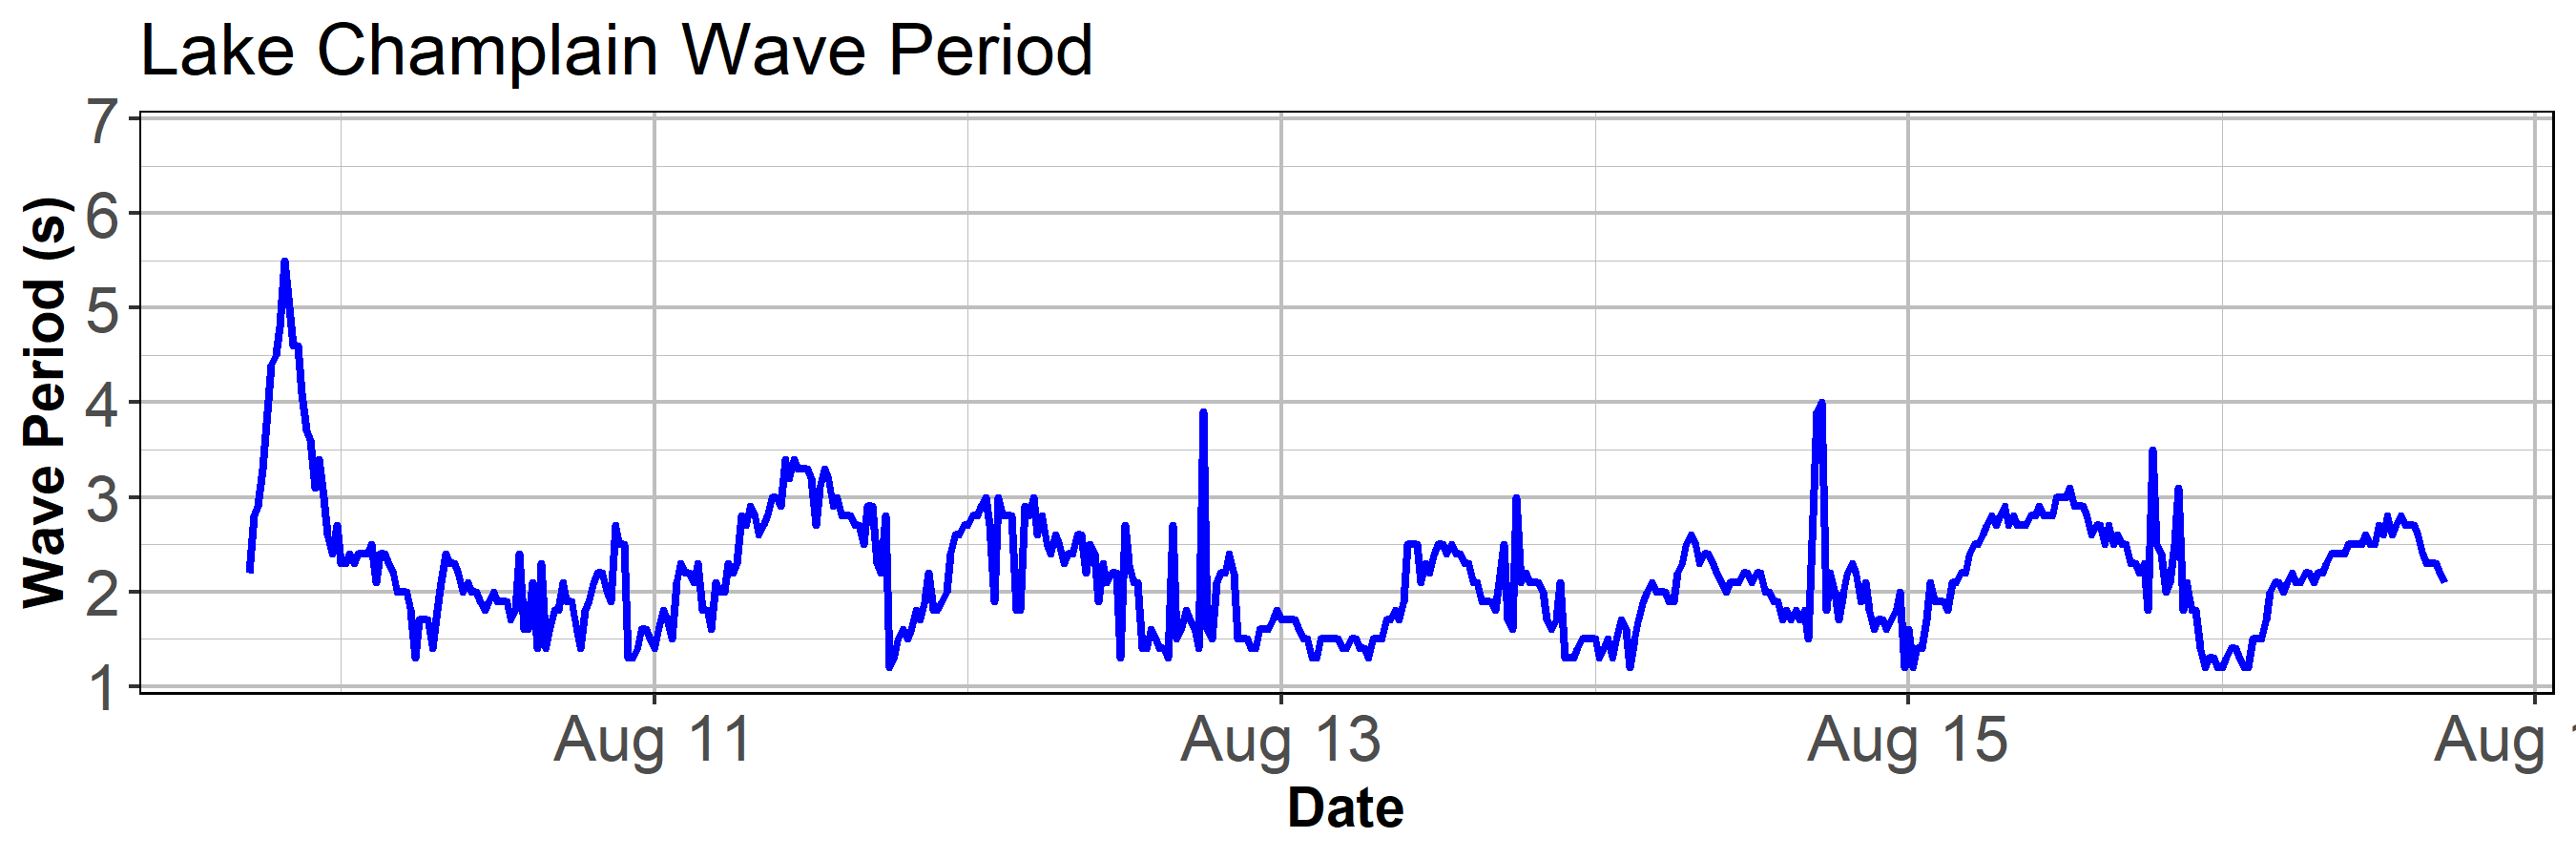 Lake Champlain Wave Period
Wave Period (s)
7
6
5
4
3
2
1
Aug 11
Aug 13
Aug 15
Aug
Date